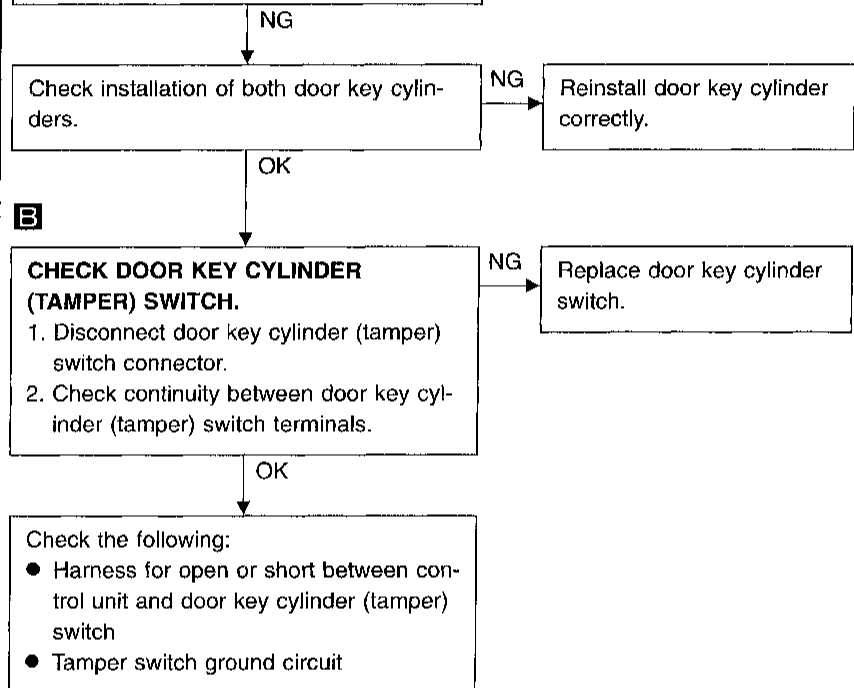 NG
Check installation of both door key cylin-
ders.
NG
Reinstall door key cylinder
correctly.
OK
B
CHECK DOOR KEY CYLINDER
(TAMPER) SWITCH.
1. Disconnect door key cylinder (tamper)
switch connector.
2. Check continuity between door key cyl-
inder (tamper) switch terminals.
NG
Replace door key cylinder
switch.
OK
Check the following:
● Harness for open or short between con-
trol unit and door key cylinder (tamper)
switch
● Tamper switch ground circuit